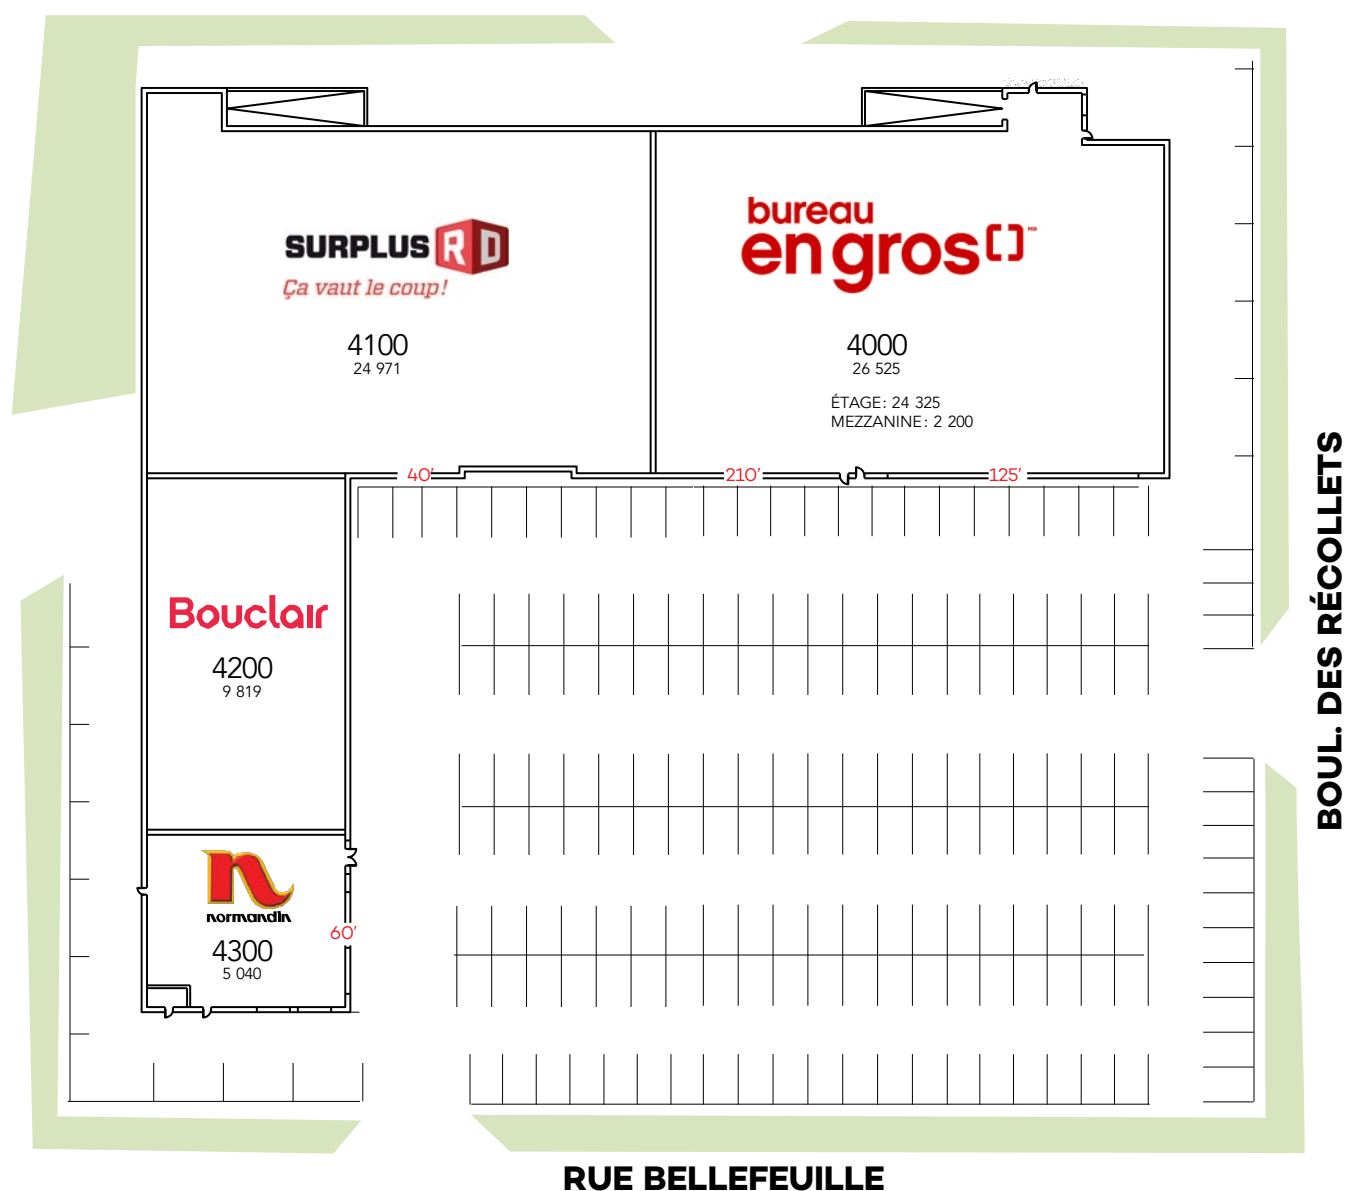 SURPLUS RD
Ça vaut le coup!
4100
24 971
bureau
en gros MD
4000
26 525
ÉTAGE: 24 325
MEZZANINE: 2 200
40'
210'
125'
Bouclair
4200
9 819
normandin
4300
5 040
60'
BOUL. DES RÉCOLLETS
RUE BELLEFEUILLE